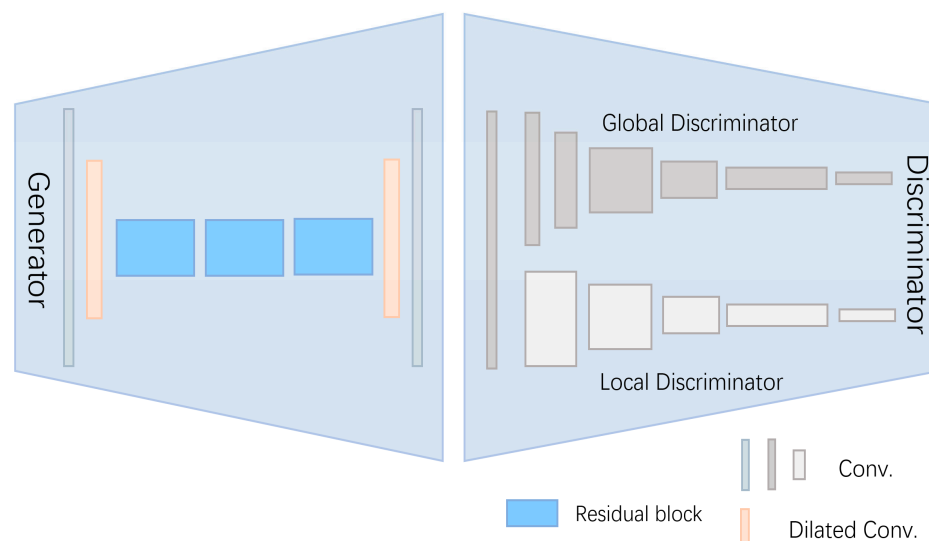 Generator
Global Discriminator
Discriminator
Local Discriminator
Conv.
Residual block
Dilated Conv.